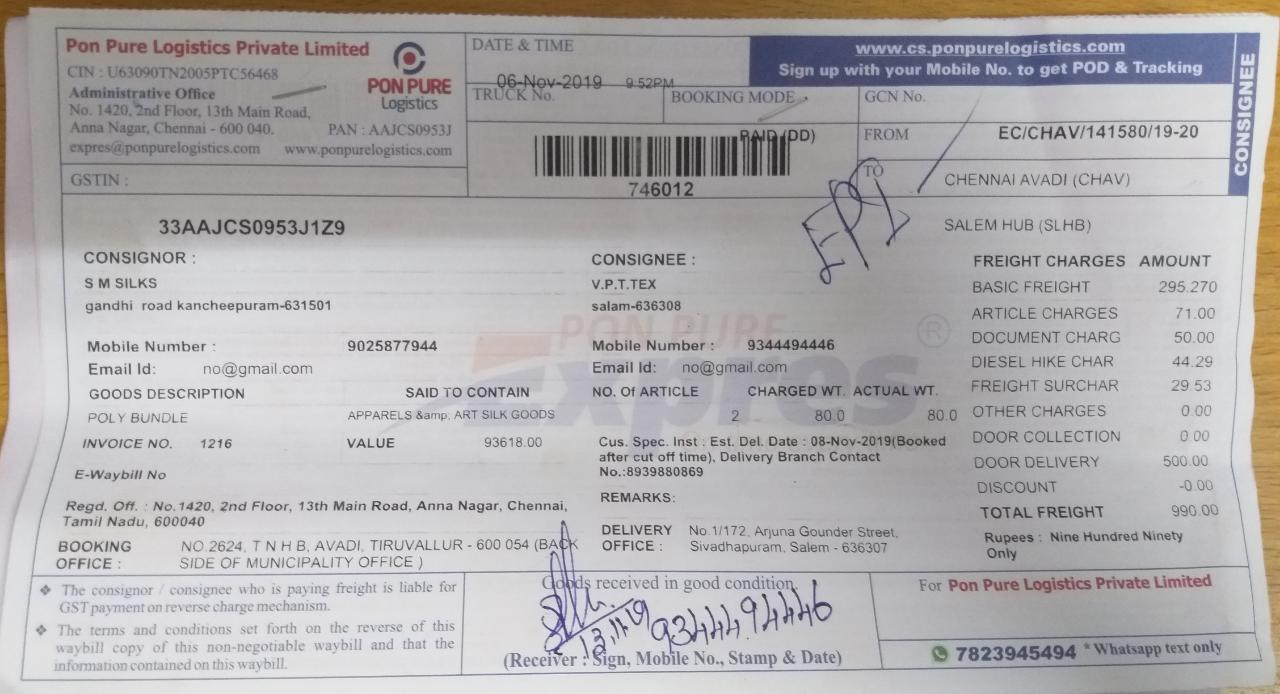 Pon Pure Logistics Private Limited
CIN : U63090TN2005PTC56468
Administrative Office
No. 1420, 2nd Floor, 13th Main Road,
Anna Nagar, Chennai - 600 040. PAN : AAJCS0953J
expres@ponpurelogistics.com www.ponpurelogistics.com
PON PURE
Logistics
GSTIN :
33AAJCS0953J1Z9
DATE & TIME
06-Nov-2019 9:52PM
TRUCK No.
BOOKING MODE
PAID (DD)
746012
www.cs.ponpurelogistics.com
Sign up with your Mobile No. to get POD & Tracking
GCN No.
EC/CHAV/141580/19-20
FROM
CHENNAI AVADI (CHAV)
TO
SALEM HUB (SLHB)
CONSIGNEE
CONSIGNOR :
S M SILKS
gandhi road kancheepuram-631501
Mobile Number : 9025877944
Email Id: no@gmail.com
CONSIGNEE :
V.P.T.TEX
salam-636308
Mobile Number : 9344494446
Email Id: no@gmail.com
PON PURE
Expres ®
GOODS DESCRIPTION SAID TO CONTAIN NO. Of ARTICLE CHARGED WT. ACTUAL WT.
POLY BUNDLE APPARELS &amp; ART SILK GOODS 2 80.0 80.0
INVOICE NO. 1216 VALUE 93618.00
E-Waybill No
Cus. Spec. Inst : Est. Del. Date : 08-Nov-2019(Booked
after cut off time), Delivery Branch Contact
No.:8939880869
REMARKS:
Regd. Off. : No.1420, 2nd Floor, 13th Main Road, Anna Nagar, Chennai,
Tamil Nadu, 600040
BOOKING OFFICE : NO.2624, T N H B, AVADI, TIRUVALLUR - 600 054 (BACK
SIDE OF MUNICIPALITY OFFICE )
DELIVERY OFFICE : No.1/172, Arjuna Gounder Street,
Sivadhapuram, Salem - 636307
FREIGHT CHARGES AMOUNT
BASIC FREIGHT 295.270
ARTICLE CHARGES 71.00
DOCUMENT CHARG 50.00
DIESEL HIKE CHAR 44.29
FREIGHT SURCHAR 29.53
OTHER CHARGES 0.00
DOOR COLLECTION 0.00
DOOR DELIVERY 500.00
DISCOUNT -0.00
TOTAL FREIGHT 990.00
Rupees : Nine Hundred Ninety
Only
❖ The consignor / consignee who is paying freight is liable for
GST payment on reverse charge mechanism.
❖ The terms and conditions set forth on the reverse of this
waybill copy of this non-negotiable waybill and that the
information contained on this waybill.
Goods received in good condition.
9344494446
(Receiver : Sign, Mobile No., Stamp & Date)
For Pon Pure Logistics Private Limited
7823945494 * Whatsapp text only